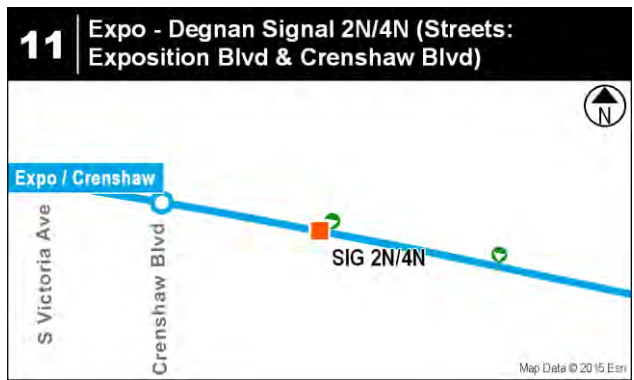 11
Expo - Degnan Signal 2N/4N (Streets:
Exposition Blvd & Crenshaw Blvd)
N
Expo / Crenshaw
S Victoria Ave
Crenshaw Blvd
SIG 2N/4N
Map Data © 2015 Esri